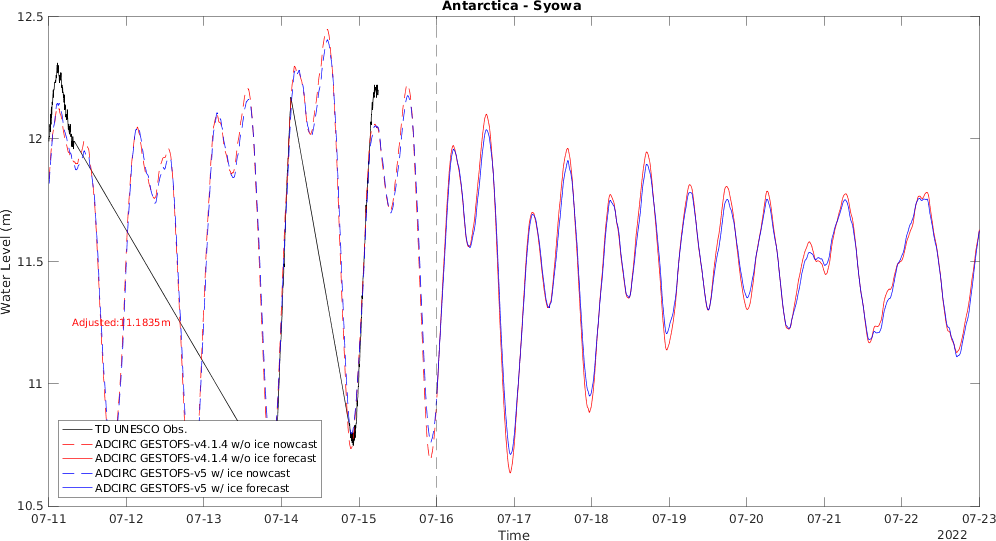 Antarctica - Syowa
12.5
12
11.5
11
10.5
Water Level (m)
Adjusted:11.1835m
TD UNESCO Obs.
ADCIRC GESTOFS-v4.1.4 w/o ice nowcast
ADCIRC GESTOFS-v4.1.4 w/o ice forecast
ADCIRC GESTOFS-v5 w/ ice nowcast
ADCIRC GESTOFS-v5 w/ ice forecast
07-11 07-12 07-13 07-14 07-15 07-16 07-17 07-18 07-19 07-20 07-21 07-22 07-23
Time
2022